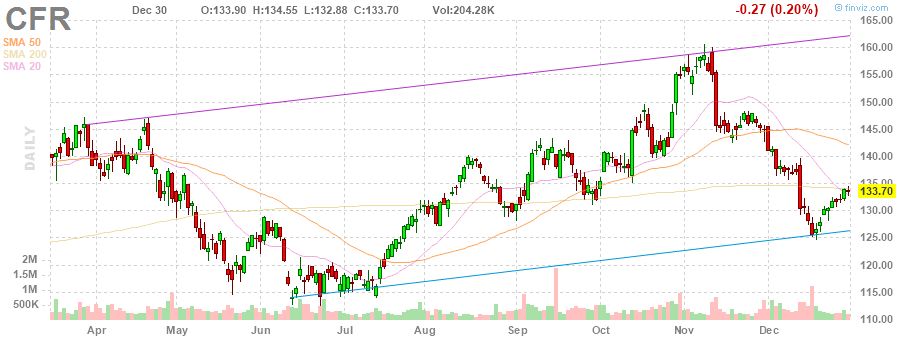 CFR Dec 30 O:133.90 H:134.55 L:132.88 C:133.70 Vol:204.28K -0.27 (0.20%) © finviz.com
SMA 50
SMA 200
SMA 20
DAILY
165.00
160.00
155.00
150.00
145.00
140.00
135.00
133.70
130.00
125.00
120.00
115.00
110.00
2M
1.5M
1M
500K
Apr May Jun Jul Aug Sep Oct Nov Dec